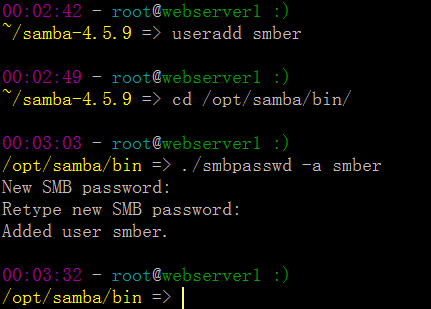 00:02:42 - root@webserver1 :)
~/samba-4.5.9 => useradd smber
00:02:49 - root@webserver1 :)
~/samba-4.5.9 => cd /opt/samba/bin/
00:03:03 - root@webserver1 :)
/opt/samba/bin => ./smbpasswd -a smber
New SMB password:
Retype new SMB password:
Added user smber.
00:03:32 - root@webserver1 :)
/opt/samba/bin =>